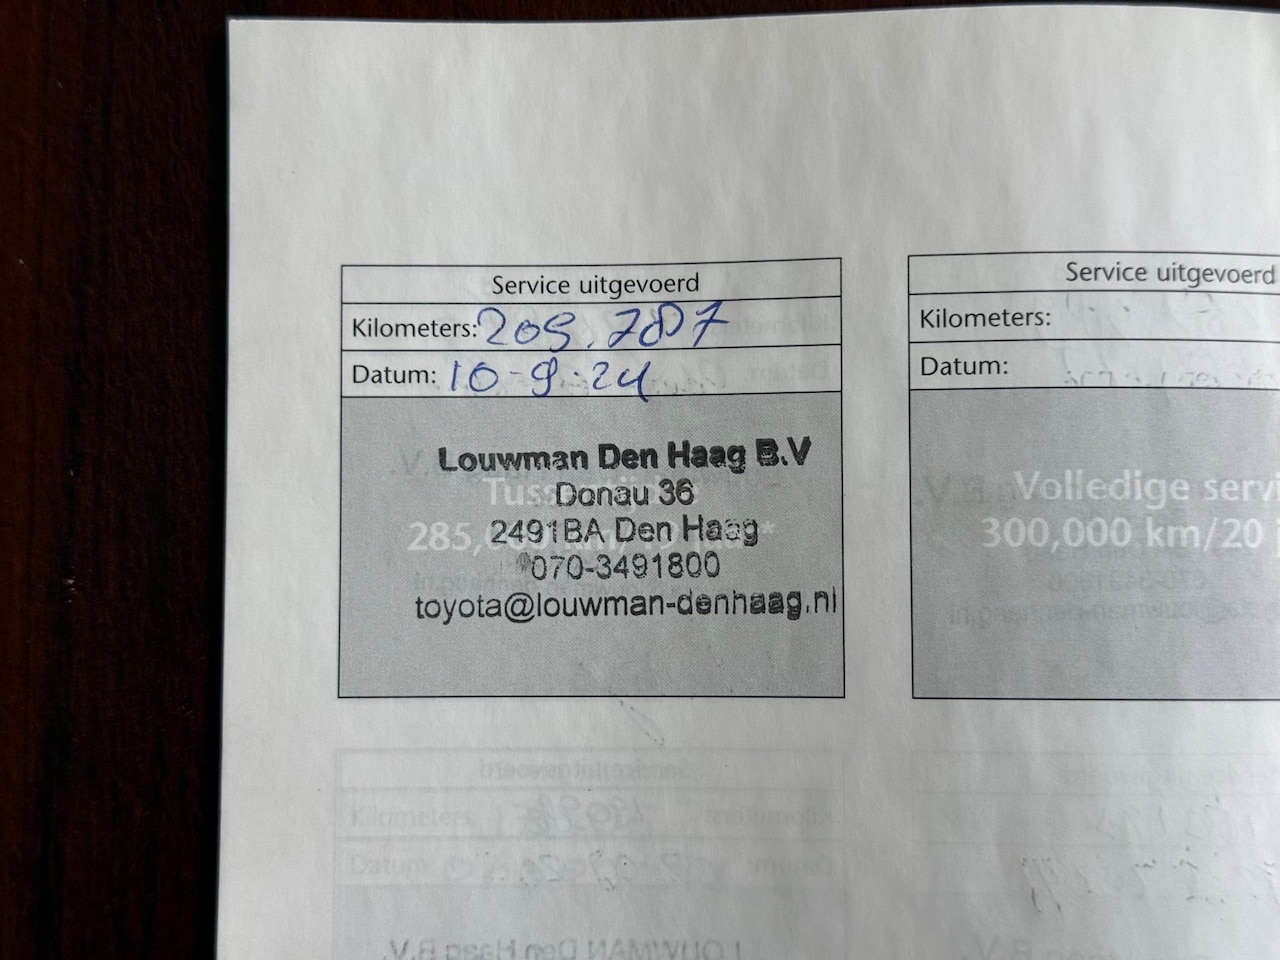 Service uitgevoerd
Kilometers: 209.787
Datum: 10-9-24
Louwman Den Haag B.V
Donau 36
2491BA Den Haag
070-3491800
toyota@louwman-denhaag.nl
285,
Service uitgevoerd
Kilometers:
Datum:
Volledige servi
300,000 km/20